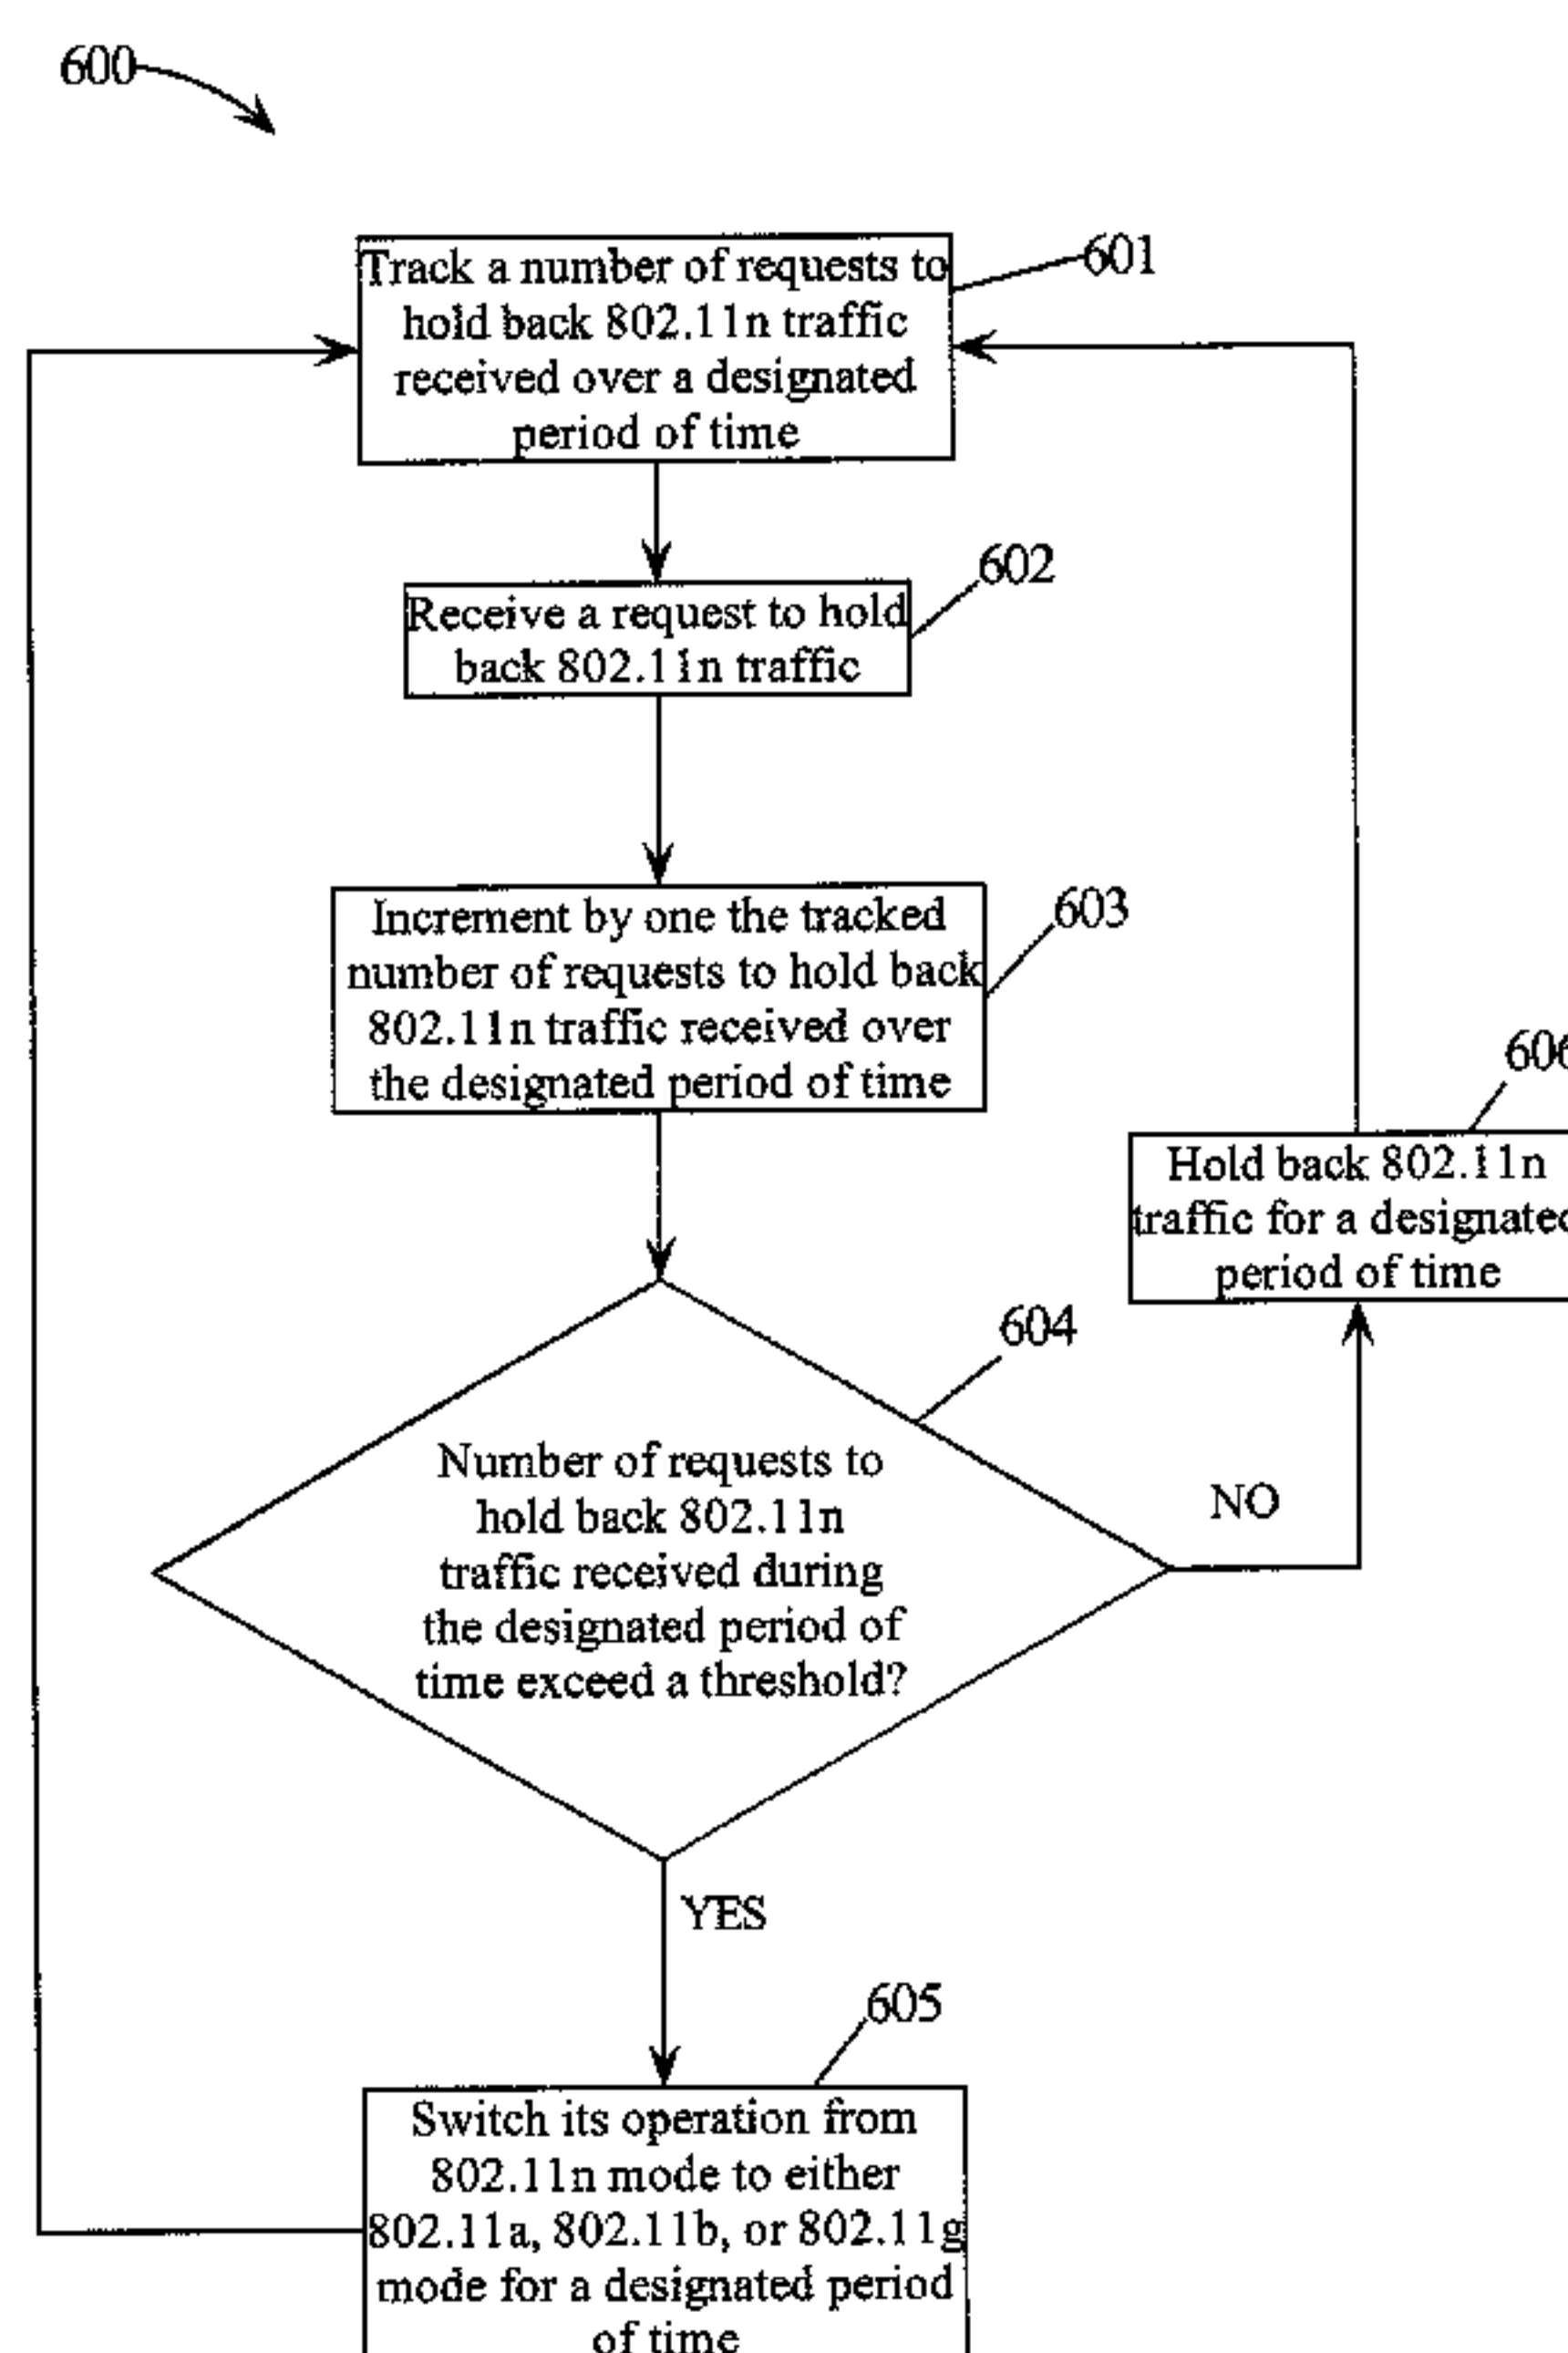 600
601
Track a number of requests to
hold back 802.11n traffic
received over a designated
period of time
602
Receive a request to hold
back 802.11n traffic
603
Increment by one the tracked
number of requests to hold back
802.11n traffic received over
the designated period of time
606
Hold back 802.11n
traffic for a designated
period of time
604
Number of requests to
hold back 802.11n
traffic received during
the designated period of
time exceed a threshold?
NO
YES
605
Switch its operation from
802.11n mode to either
802.11a, 802.11b, or 802.11g
mode for a designated period
of time